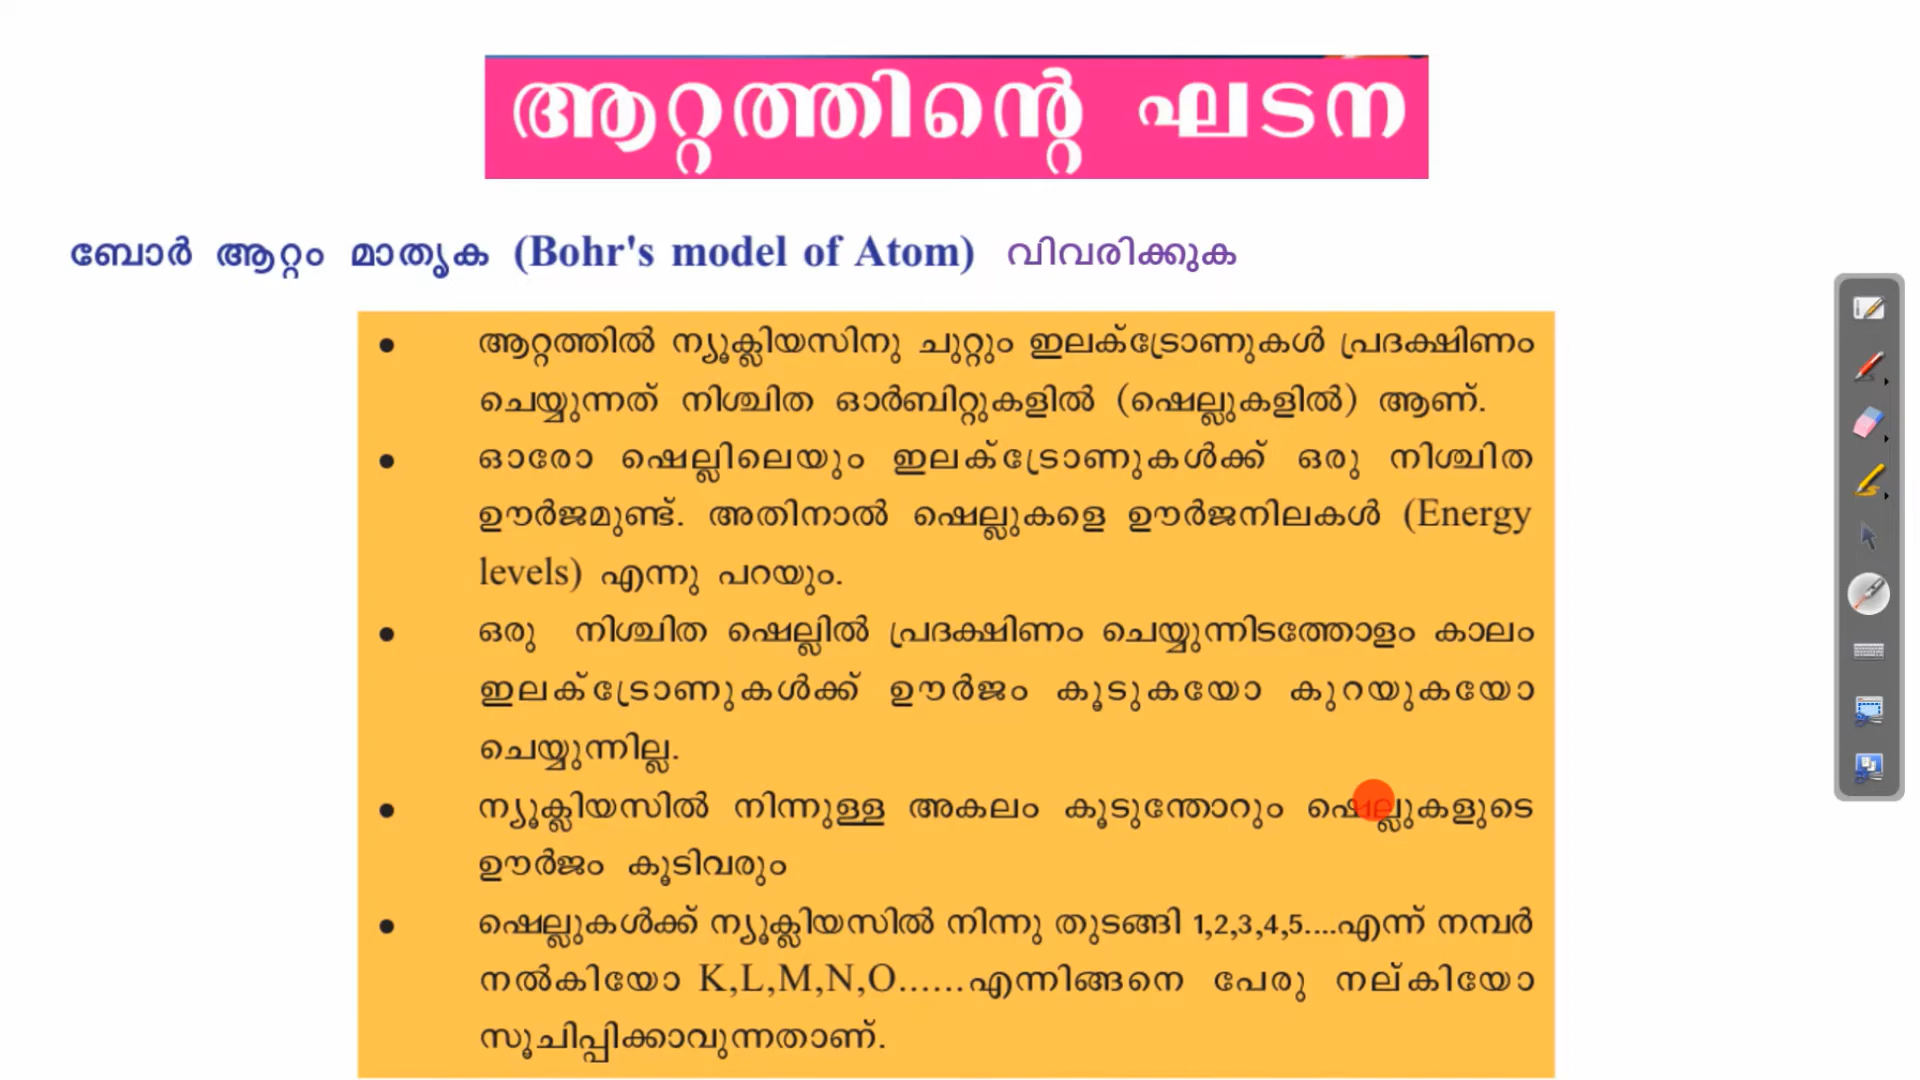 ആറ്റത്തിന്റെ ഘടന
ബോർ ആറ്റം മാതൃക (Bohr's model of Atom) വിവരിക്കുക
• ആറ്റത്തിൽ ന്യൂക്ലിയസിനു ചുറ്റും ഇലക്ട്രോണുകൾ പ്രദക്ഷിണം
ചെയ്യുന്നത് നിശ്ചിത ഓർബിറ്റുകളിൽ (ഷെല്ലുകളിൽ) ആണ്.
• ഓരോ ഷെല്ലിലെയും ഇലക്ട്രോണുകൾക്ക് ഒരു നിശ്ചിത
ഊർജമുണ്ട്. അതിനാൽ ഷെല്ലുകളെ ഊർജനിലകൾ (Energy
levels) എന്നു പറയും.
• ഒരു നിശ്ചിത ഷെല്ലിൽ പ്രദക്ഷിണം ചെയ്യുന്നിടത്തോളം കാലം
ഇലക്ട്രോണുകൾക്ക് ഊർജം കൂടുകയോ കുറയുകയോ
ചെയ്യുന്നില്ല.
• ന്യൂക്ലിയസിൽ നിന്നുള്ള അകലം കൂടുന്തോറും ഷെല്ലുകളുടെ
ഊർജം കൂടിവരും
• ഷെല്ലുകൾക്ക് ന്യൂക്ലിയസിൽ നിന്നു തുടങ്ങി 1,2,3,4,5....എന്ന് നമ്പർ
നൽകിയോ K,L,M,N,O......എന്നിങ്ങനെ പേരു നല്കിയോ
സൂചിപ്പിക്കാവുന്നതാണ്.